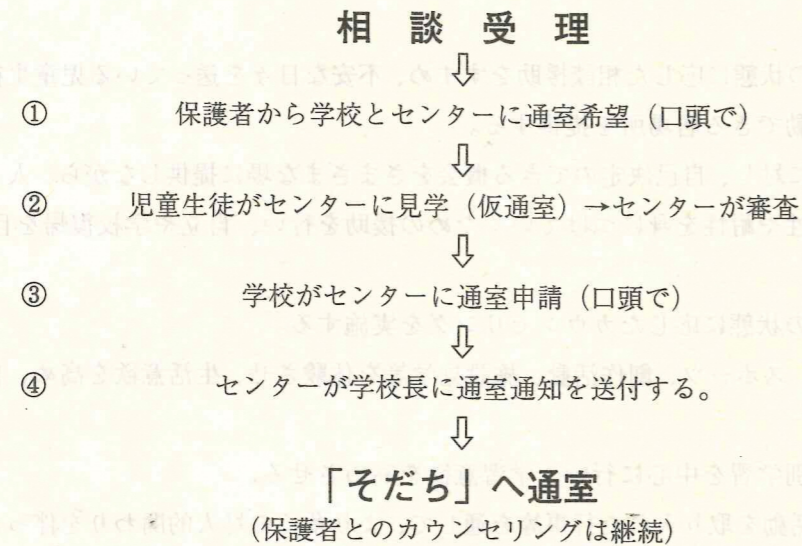 相談受理
⇩
① 保護者から学校とセンターに通室希望（口頭で）
⇩
② 児童生徒がセンターに見学（仮通室）→センターが審査
⇩
③ 学校がセンターに通室申請（口頭で）
⇩
④ センターが学校長に通室通知を送付する。
⇩
「そだち」へ通室
（保護者とのカウンセリングは継続）